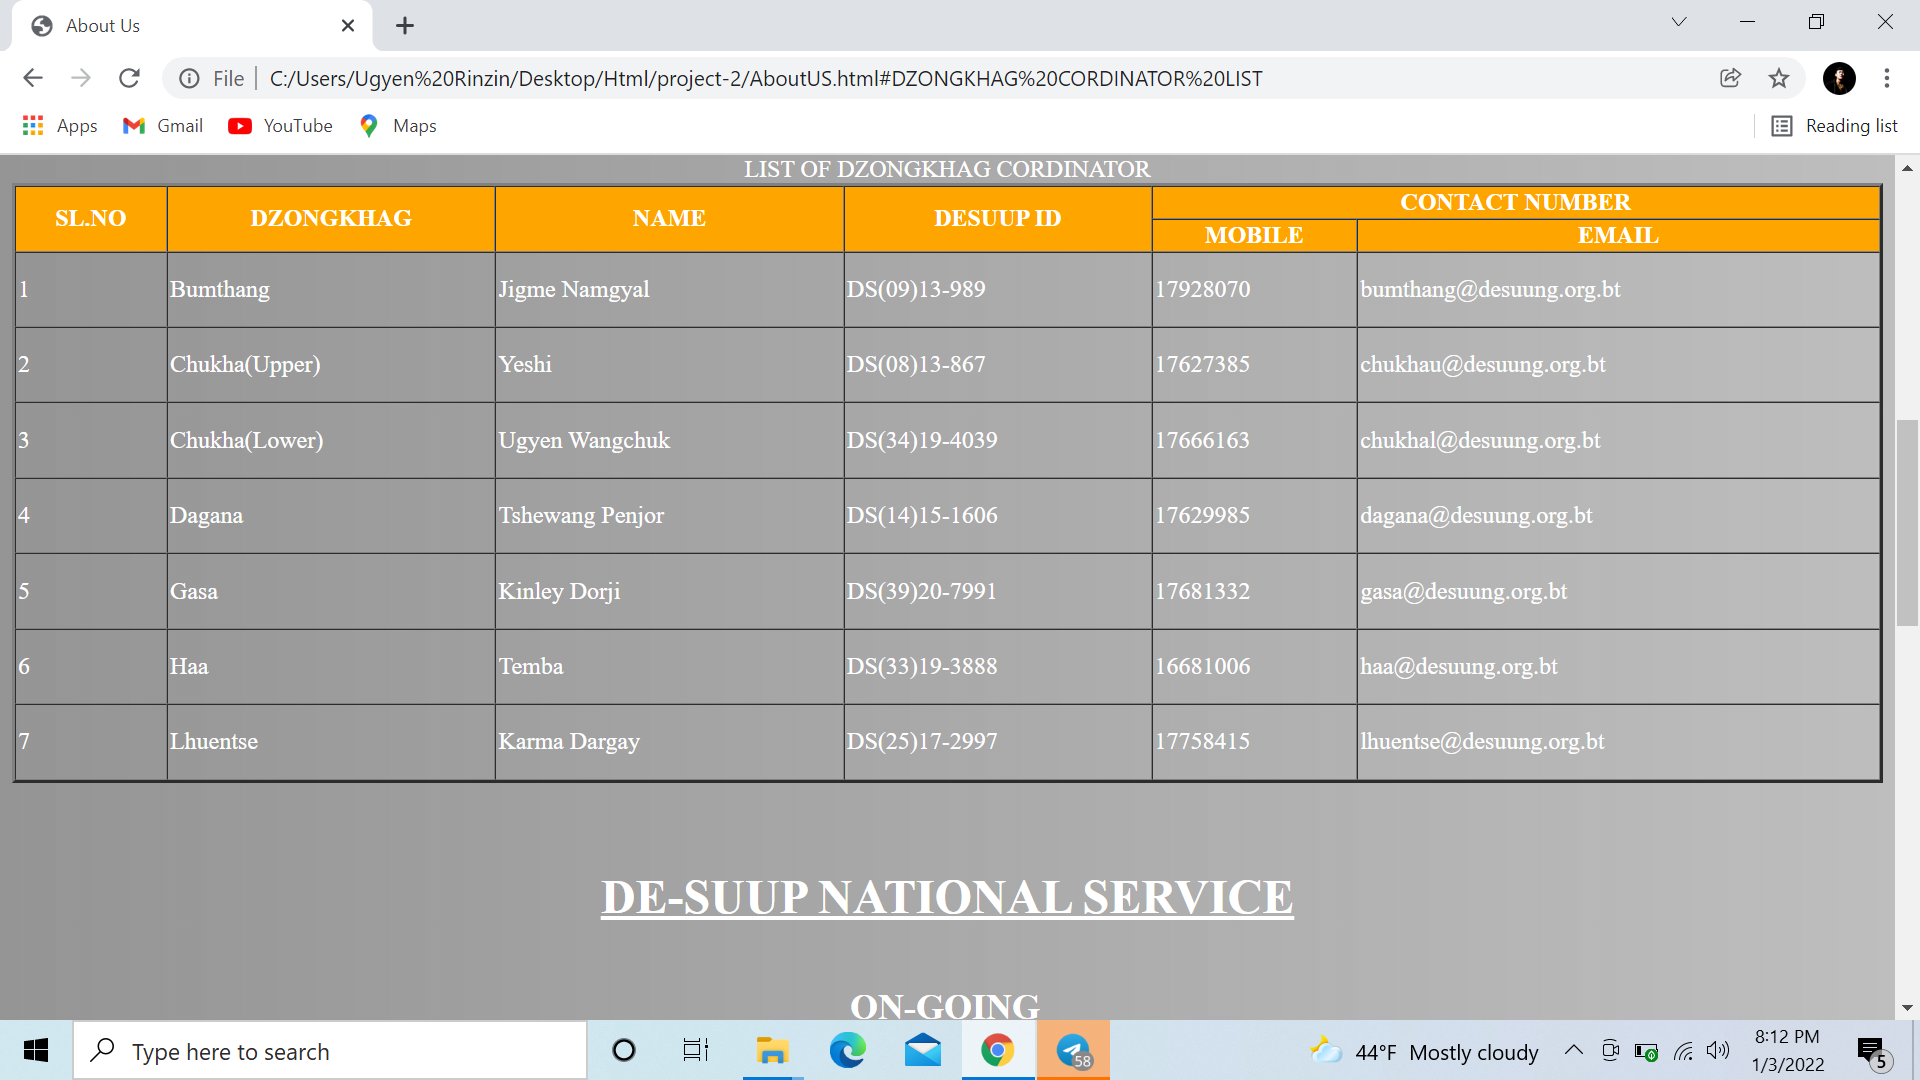 About Us
File C:/Users/Ugyen%20Rinzin/Desktop/Html/project-2/AboutUS.html#DZONGKHAG%20CORDINATOR%20LIST
Apps Gmail YouTube Maps Reading list
LIST OF DZONGKHAG CORDINATOR
SL.NO DZONGKHAG NAME DESUUP ID CONTACT NUMBER
MOBILE EMAIL
1 Bumthang Jigme Namgyal DS(09)13-989 17928070 bumthang@desuung.org.bt
2 Chukha(Upper) Yeshi DS(08)13-867 17627385 chukhau@desuung.org.bt
3 Chukha(Lower) Ugyen Wangchuk DS(34)19-4039 17666163 chukhal@desuung.org.bt
4 Dagana Tshewang Penjor DS(14)15-1606 17629985 dagana@desuung.org.bt
5 Gasa Kinley Dorji DS(39)20-7991 17681332 gasa@desuung.org.bt
6 Haa Temba DS(33)19-3888 16681006 haa@desuung.org.bt
7 Lhuentse Karma Dargay DS(25)17-2997 17758415 lhuentse@desuung.org.bt
DE-SUUP NATIONAL SERVICE
ON-GOING
Type here to search 58 44°F Mostly cloudy 8:12 PM 5
1/3/2022